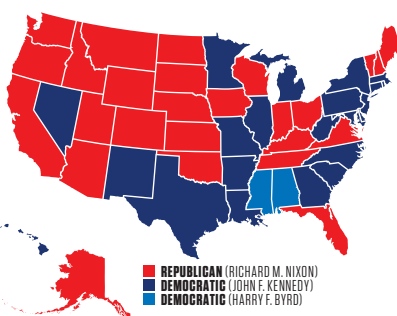 REPUBLICAN (RICHARD M. NIXON)
DEMOCRATIC (JOHN F. KENNEDY)
DEMOCRATIC (HARRY F. BYRD)